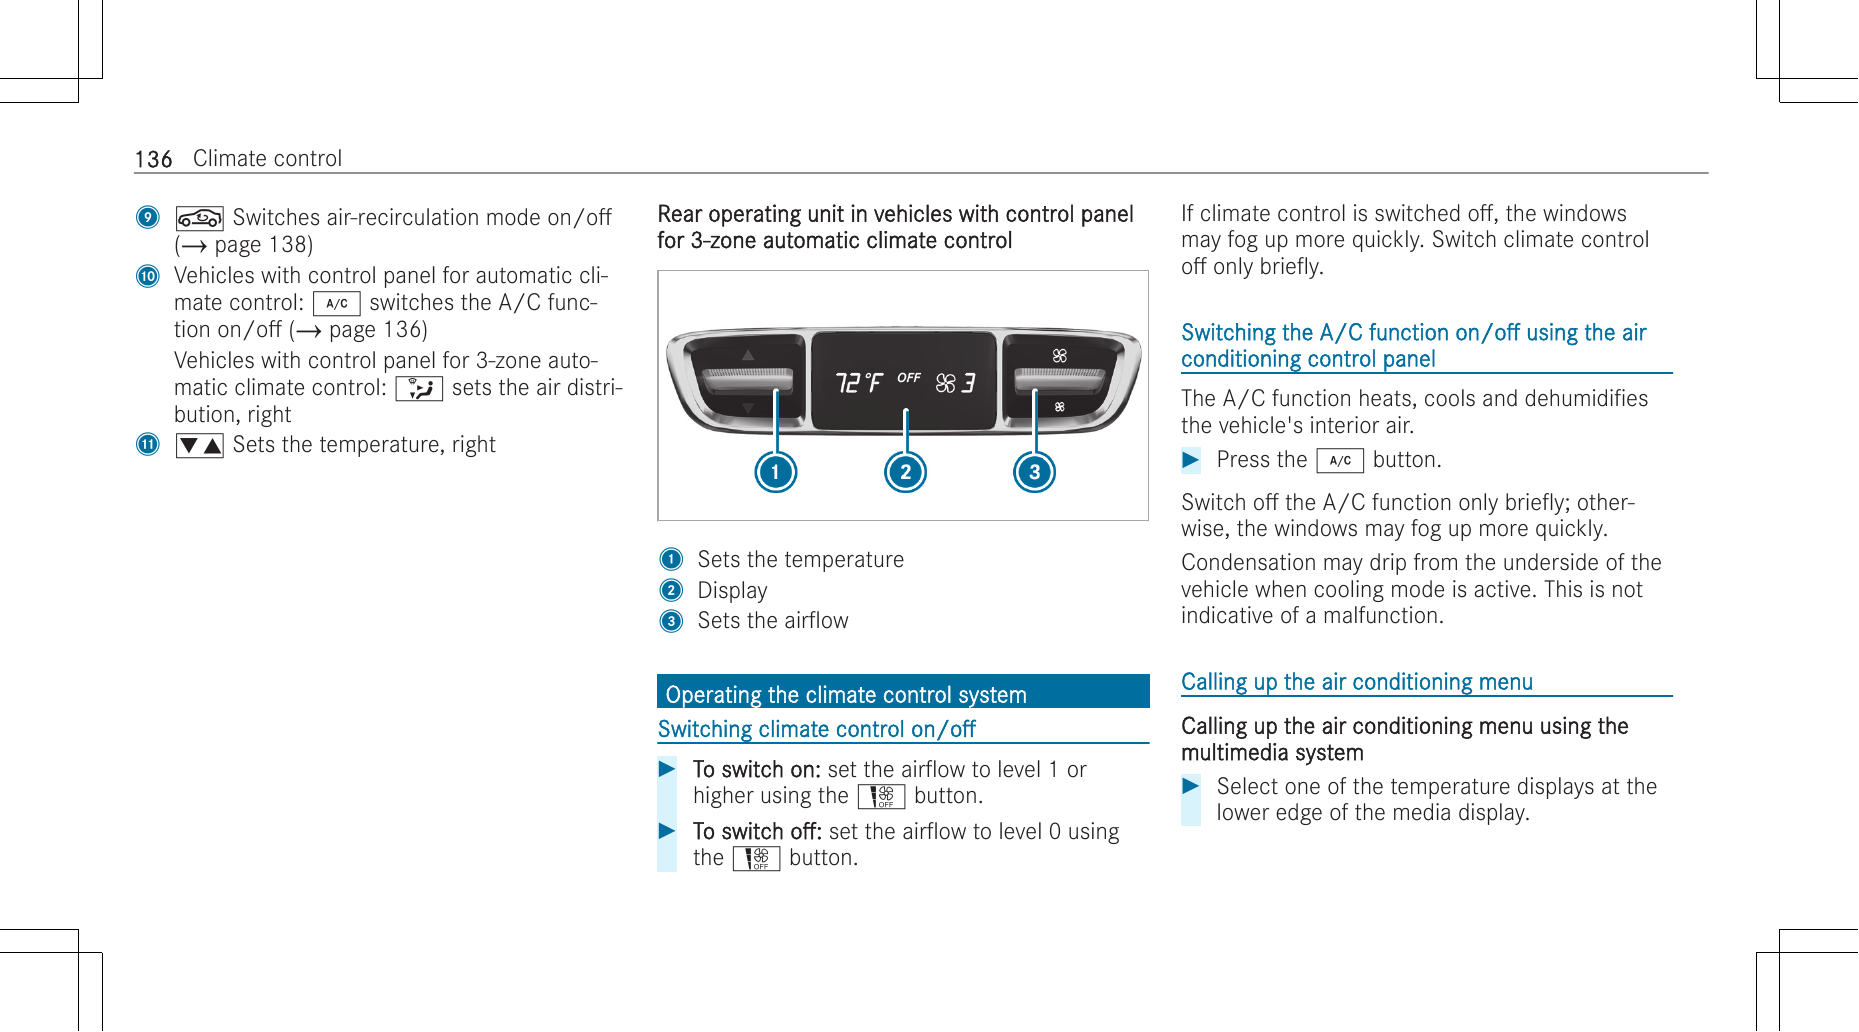 136 Climate control
9 Switches air-recirculation mode on/off
(→ page 138)
10 Vehicles with control panel for automatic cli-
mate control: A/C switches the A/C func-
tion on/off (→ page 136)
Vehicles with control panel for 3-zone auto-
matic climate control: sets the air distri-
bution, right
11 ▼▲ Sets the temperature, right
Rear operating unit in vehicles with control panel
for 3-zone automatic climate control
72°F OFF 3
1 2 3
1 Sets the temperature
2 Display
3 Sets the airflow
Operating the climate control system
Switching climate control on/off
▶ To switch on: set the airflow to level 1 or
higher using the OFF button.
▶ To switch off: set the airflow to level 0 using
the OFF button.
If climate control is switched off, the windows
may fog up more quickly. Switch climate control
off only briefly.
Switching the A/C function on/off using the air
conditioning control panel
The A/C function heats, cools and dehumidifies
the vehicle's interior air.
▶ Press the A/C button.
Switch off the A/C function only briefly; other-
wise, the windows may fog up more quickly.
Condensation may drip from the underside of the
vehicle when cooling mode is active. This is not
indicative of a malfunction.
Calling up the air conditioning menu
Calling up the air conditioning menu using the
multimedia system
▶ Select one of the temperature displays at the
lower edge of the media display.